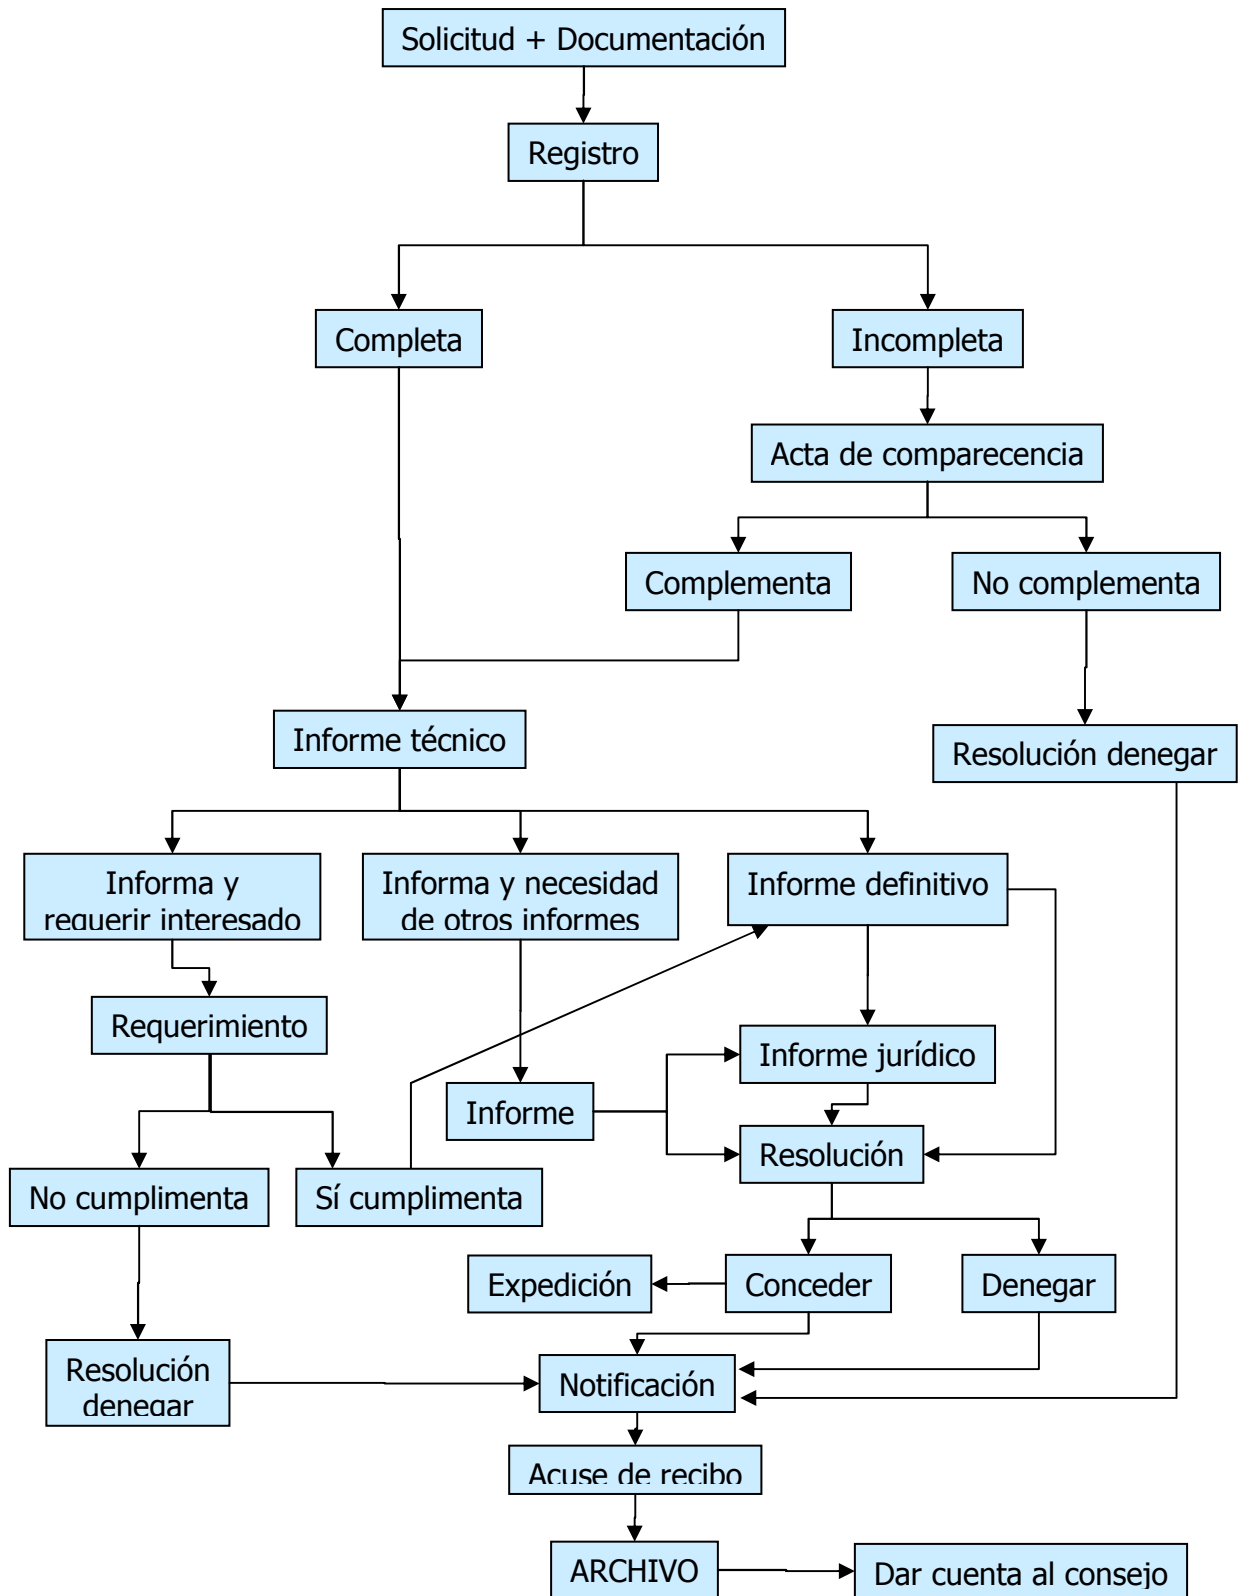 Solicitud + Documentación
Registro
Completa
Incompleta
Acta de comparecencia
Complementa
No complementa
Informe técnico
Resolución denegar
Informa y
requerir interesado
Informa y necesidad
de otros informes
Informe definitivo
Requerimiento
Informe jurídico
Informe
Resolución
No cumplimenta
Sí cumplimenta
Expedición
Conceder
Denegar
Resolución
denegar
Notificación
Acuse de recibo
ARCHIVO
Dar cuenta al consejo